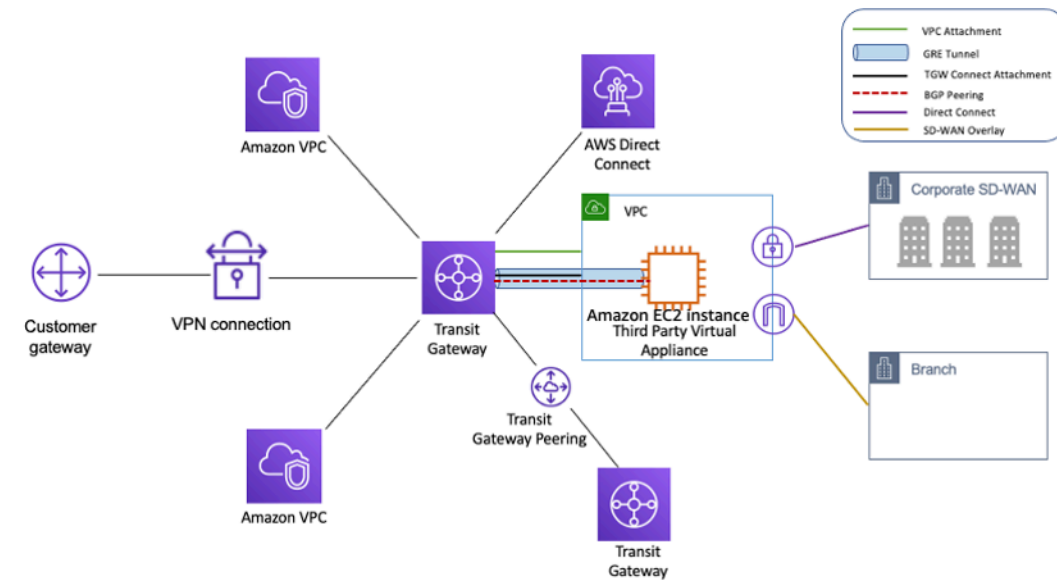 VPC Attachment
GRE Tunnel
TGW Connect Attachment
BGP Peering
Direct Connect
SD-WAN Overlay
Amazon VPC
AWS Direct
Connect
VPC
Corporate SD-WAN
Customer
gateway
VPN connection
Transit
Gateway
Amazon EC2 instance
Third Party Virtual
Appliance
Branch
Transit
Gateway Peering
Amazon VPC
Transit
Gateway